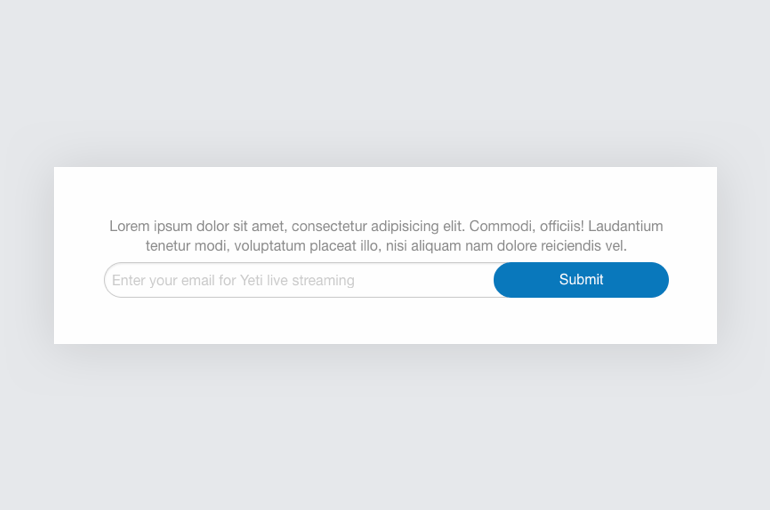 Lorem ipsum dolor sit amet, consectetur adipisicing elit. Commodi, officiis! Laudantium
tenetur modi, voluptatum placeat illo, nisi aliquam nam dolore reiciendis vel.
Enter your email for Yeti live streaming
Submit